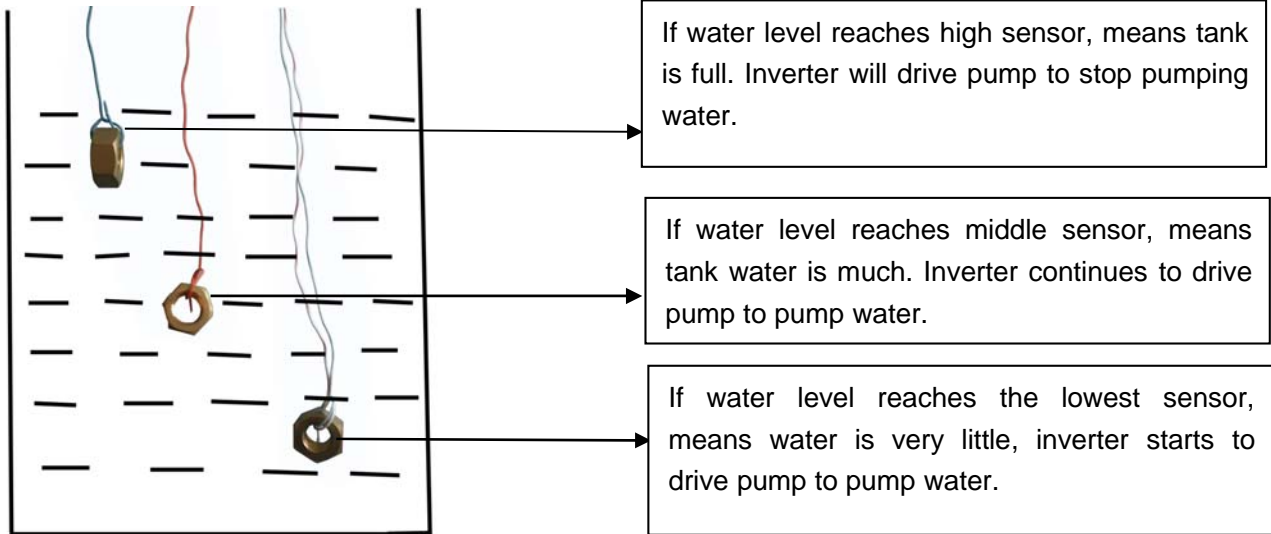 If water level reaches high sensor, means tank
is full. Inverter will drive pump to stop pumping
water.
If water level reaches middle sensor, means
tank water is much. Inverter continues to drive
pump to pump water.
If water level reaches the lowest sensor,
means water is very little, inverter starts to
drive pump to pump water.